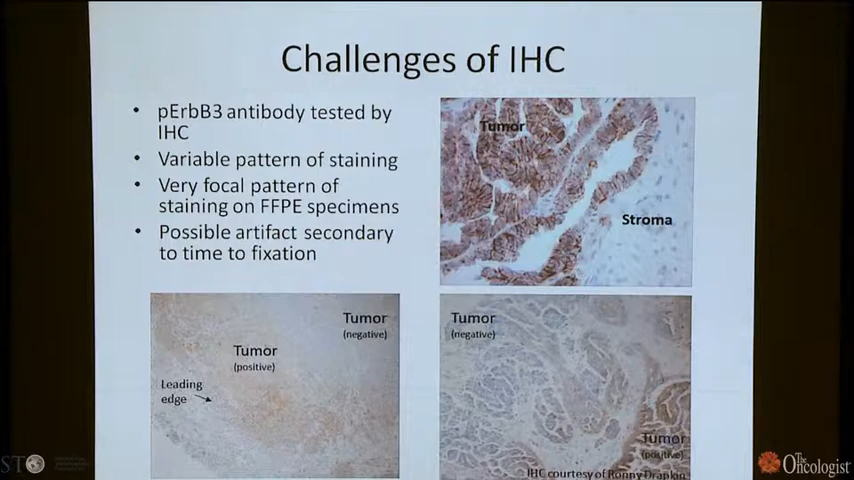 Challenges of IHC
• pErbB3 antibody tested by
IHC
• Variable pattern of staining
• Very focal pattern of
staining on FFPE specimens
• Possible artifact secondary
to time to fixation
Tumor
Stroma
Tumor
(negative)
Tumor
(positive)
Leading
edge
Tumor
(negative)
Tumor
(positive)
IHC courtesy of Ronny Drapkin
STO
The
Oncologist